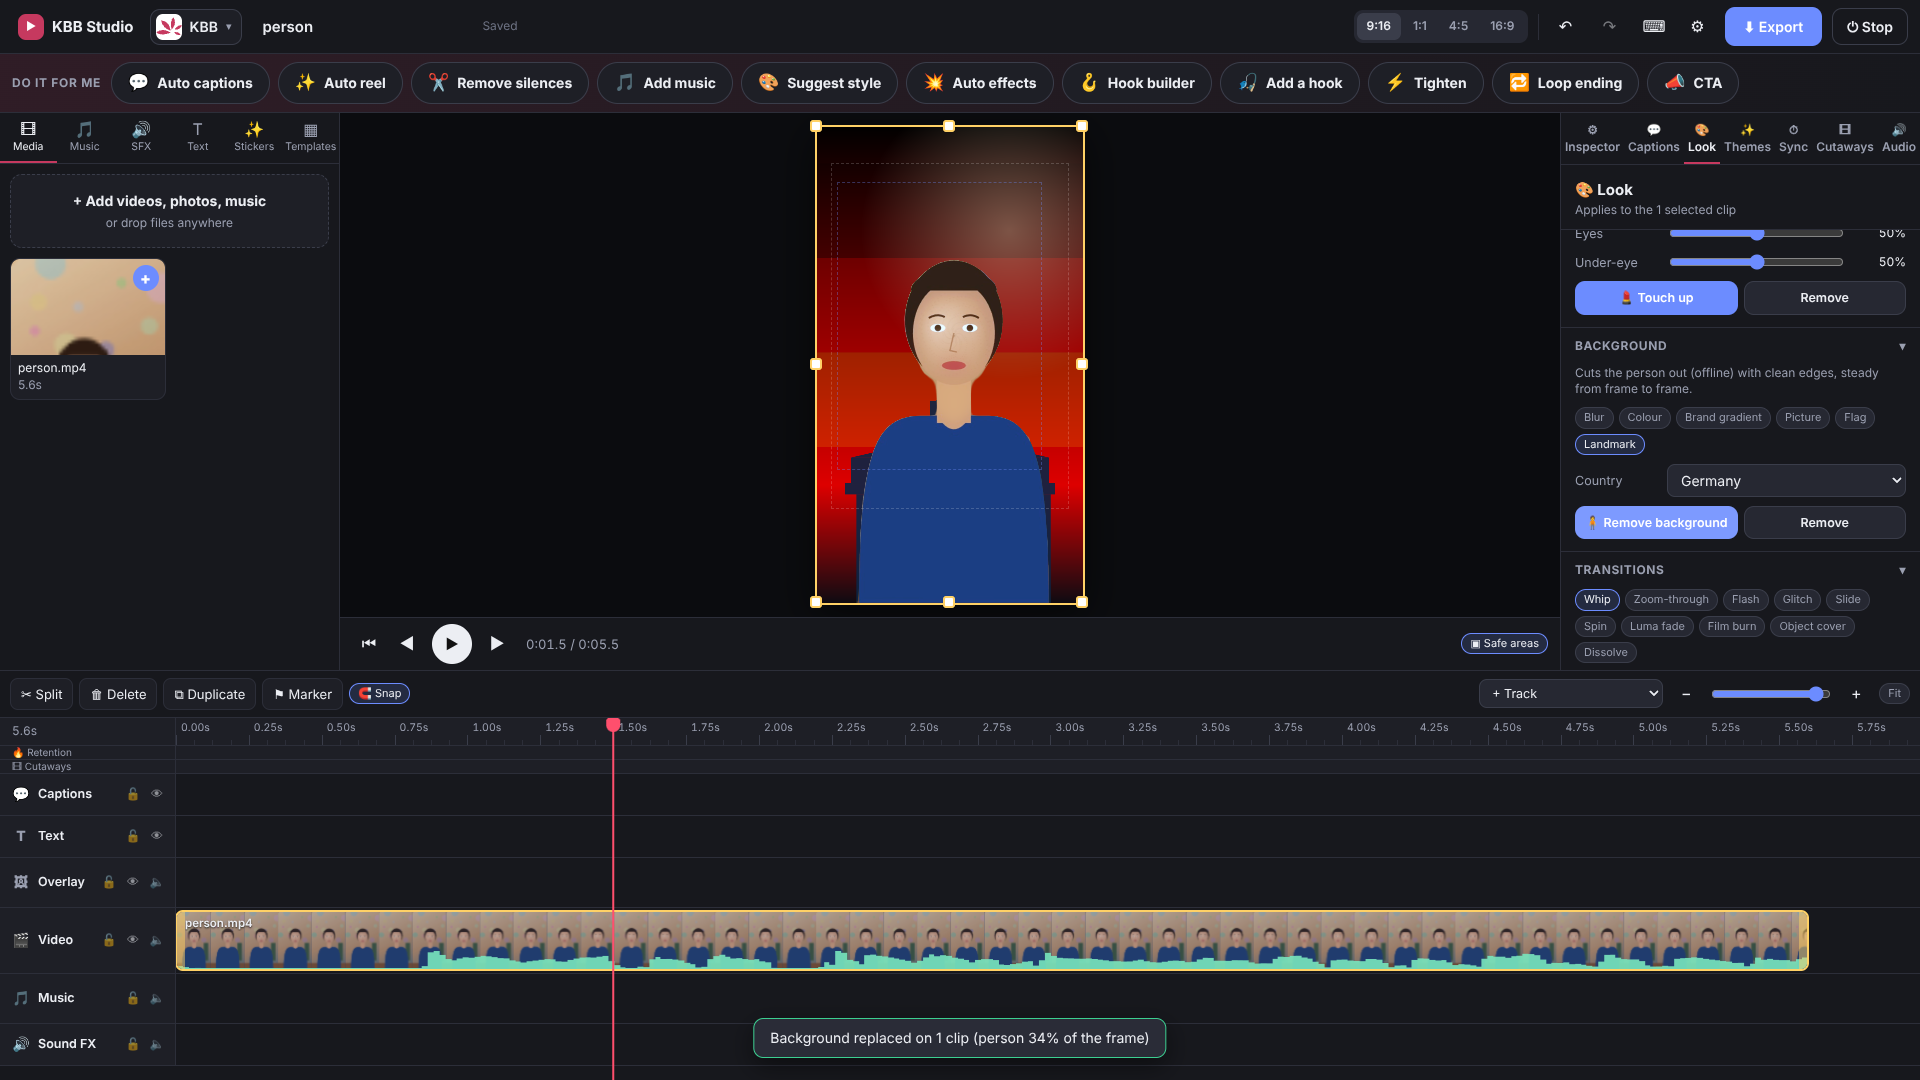 KBB Studio
KBB
person
Saved
9:16 1:1 4:5 16:9
Export
Stop
DO IT FOR ME
Auto captions
Auto reel
Remove silences
Add music
Suggest style
Auto effects
Hook builder
Add a hook
Tighten
Loop ending
CTA
Media Music SFX Text Stickers Templates
+ Add videos, photos, music
or drop files anywhere
person.mp4
5.6s
0:01.5 / 0:05.5
Safe areas
Inspector Captions Look Themes Sync Cutaways Audio
Look
Applies to the 1 selected clip
Eyes 50%
Under-eye 50%
Touch up Remove
BACKGROUND
Cuts the person out (offline) with clean edges, steady
from frame to frame.
Blur Colour Brand gradient Picture Flag
Landmark
Country Germany
Remove background Remove
TRANSITIONS
Whip Zoom-through Flash Glitch Slide
Spin Luma fade Film burn Object cover
Dissolve
Split Delete Duplicate Marker Snap
+ Track
Fit
5.6s
0.00s 0.25s 0.50s 0.75s 1.00s 1.25s 1.50s 1.75s 2.00s 2.25s 2.50s 2.75s 3.00s 3.25s 3.50s 3.75s 4.00s 4.25s 4.50s 4.75s 5.00s 5.25s 5.50s 5.75s
Retention
Cutaways
Captions
T Text
Overlay
Video
person.mp4
Music
Sound FX
Background replaced on 1 clip (person 34% of the frame)